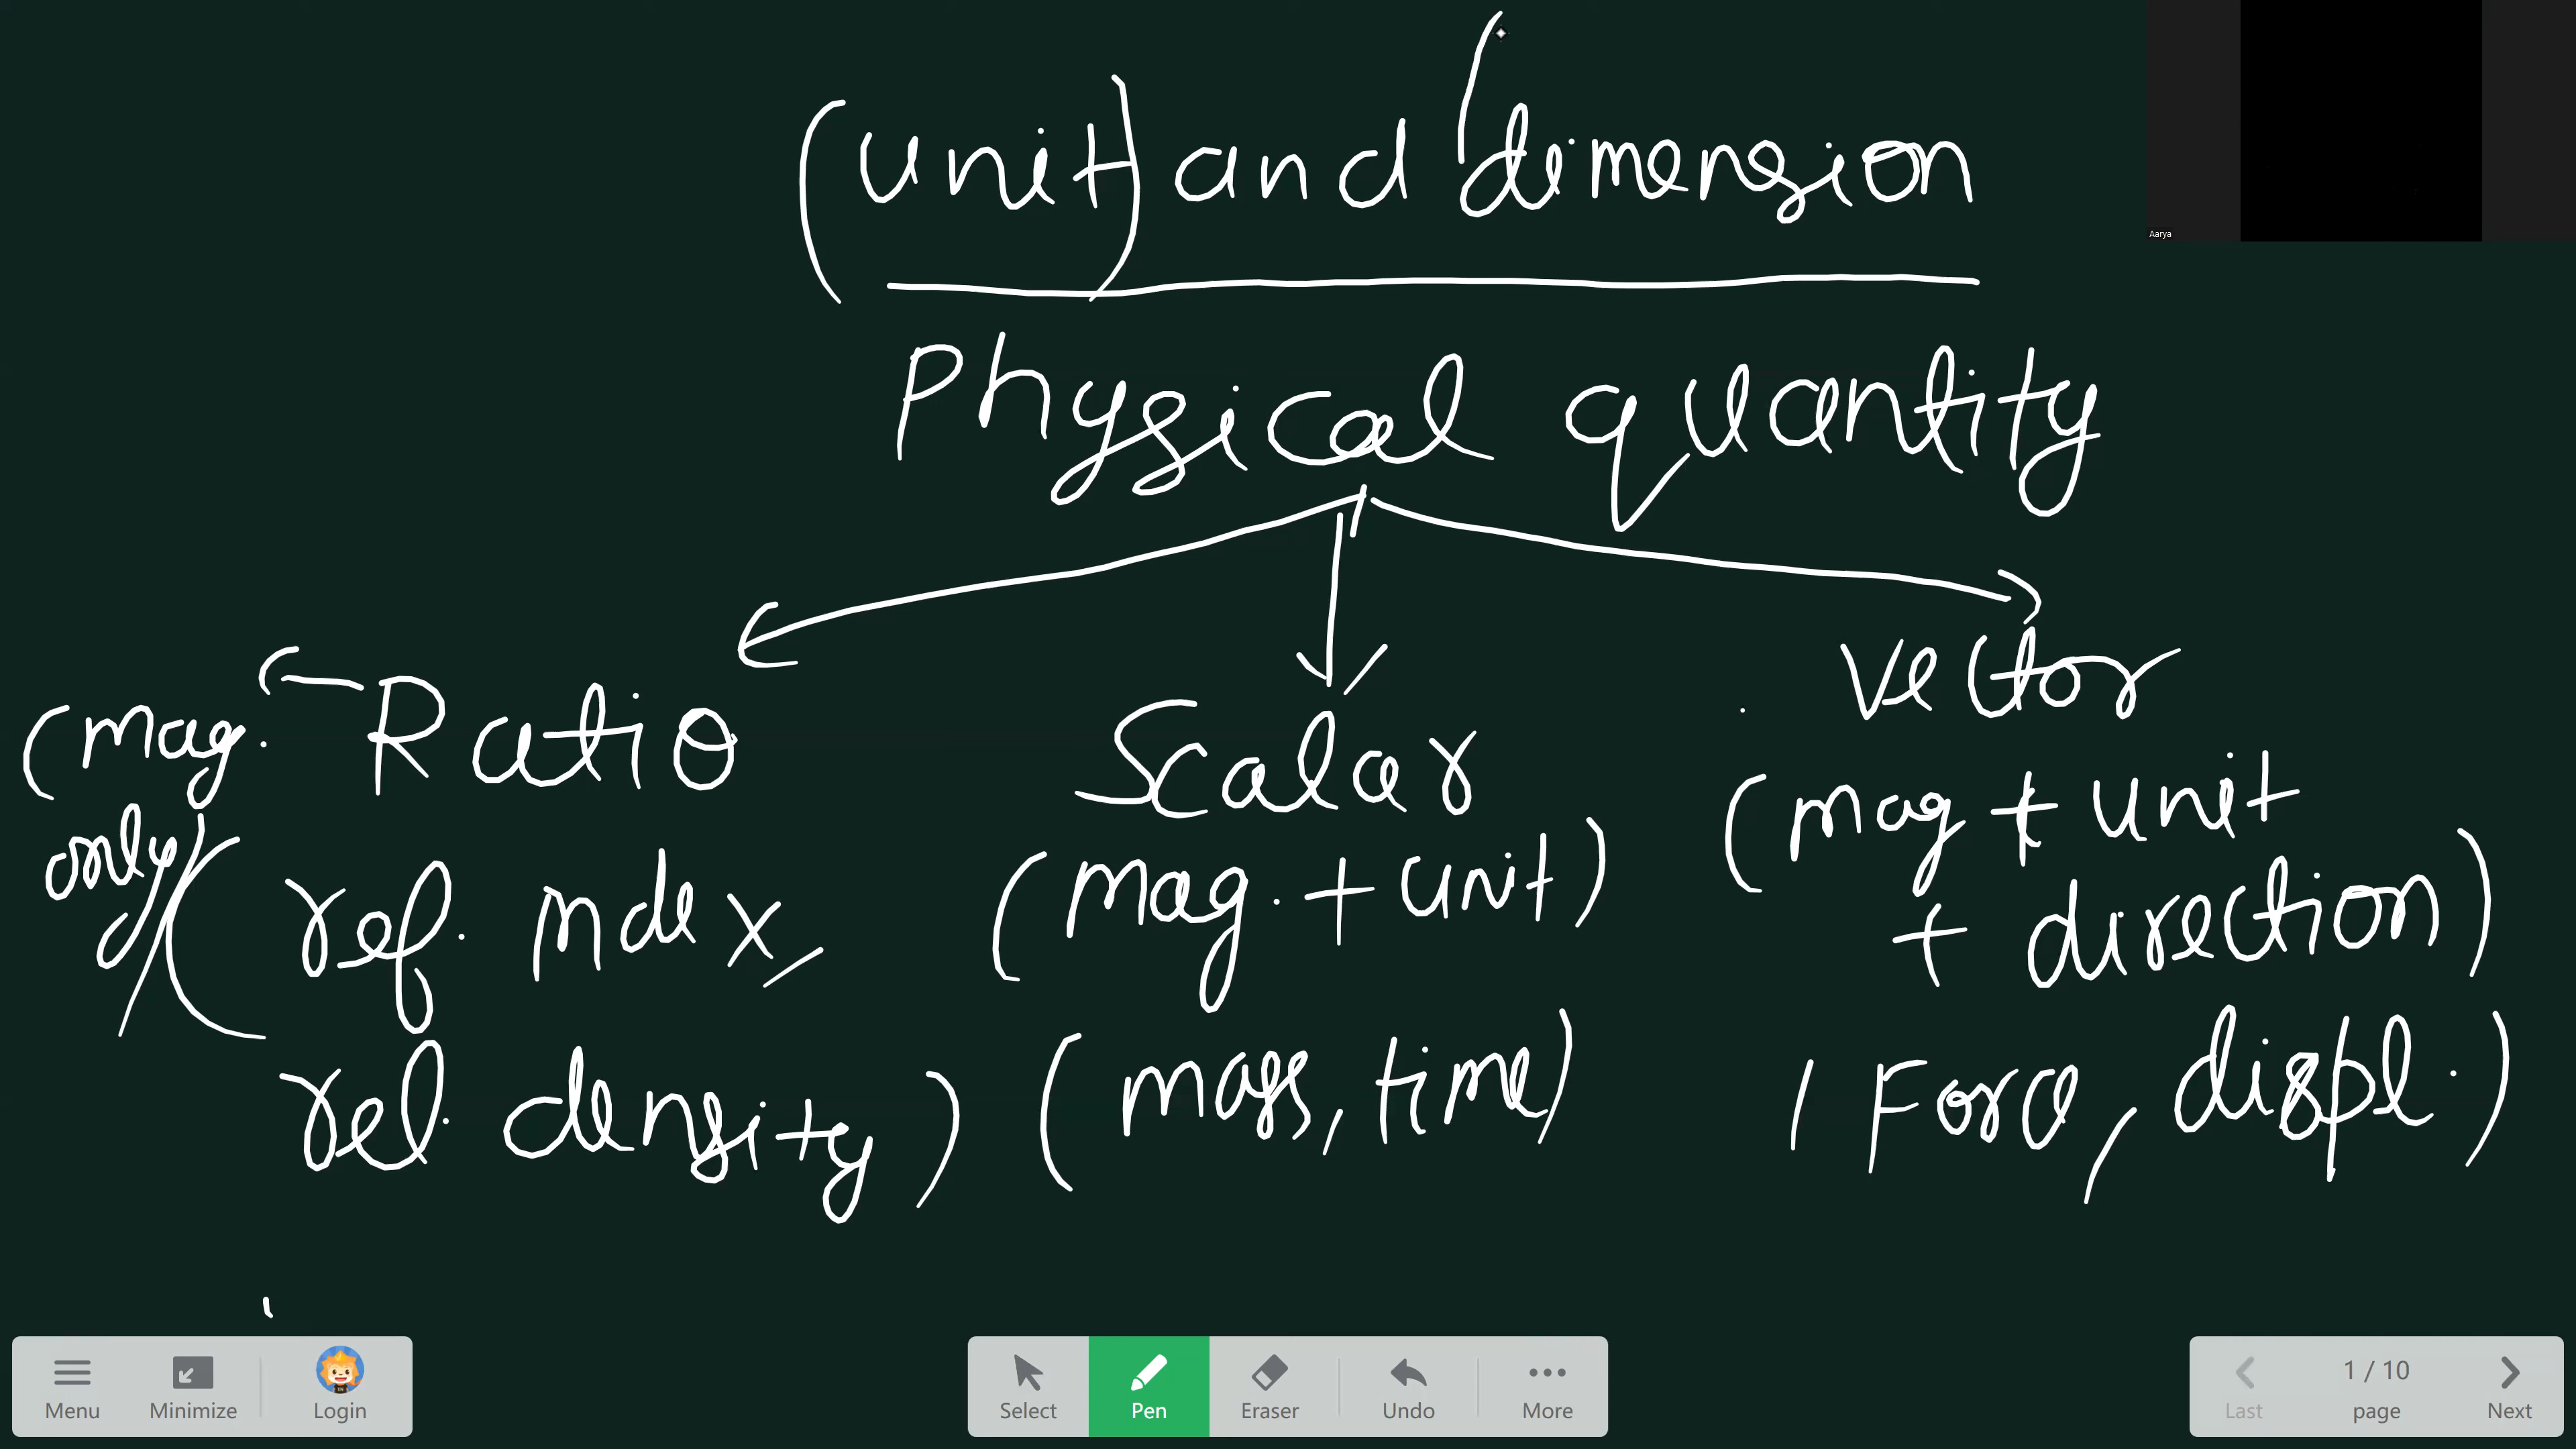 (unit) and (dimension
Aarya
Physical quantity
Ratio
(mag.
only)
(ref. index,
rel. density)
Scalar
(mag. + unit)
(mass, time)
vector
(mag + unit
+ direction)
(Force, displ.)
Menu
Minimize
Login
Select
Pen
Eraser
Undo
More
Last
1 / 10
page
Next